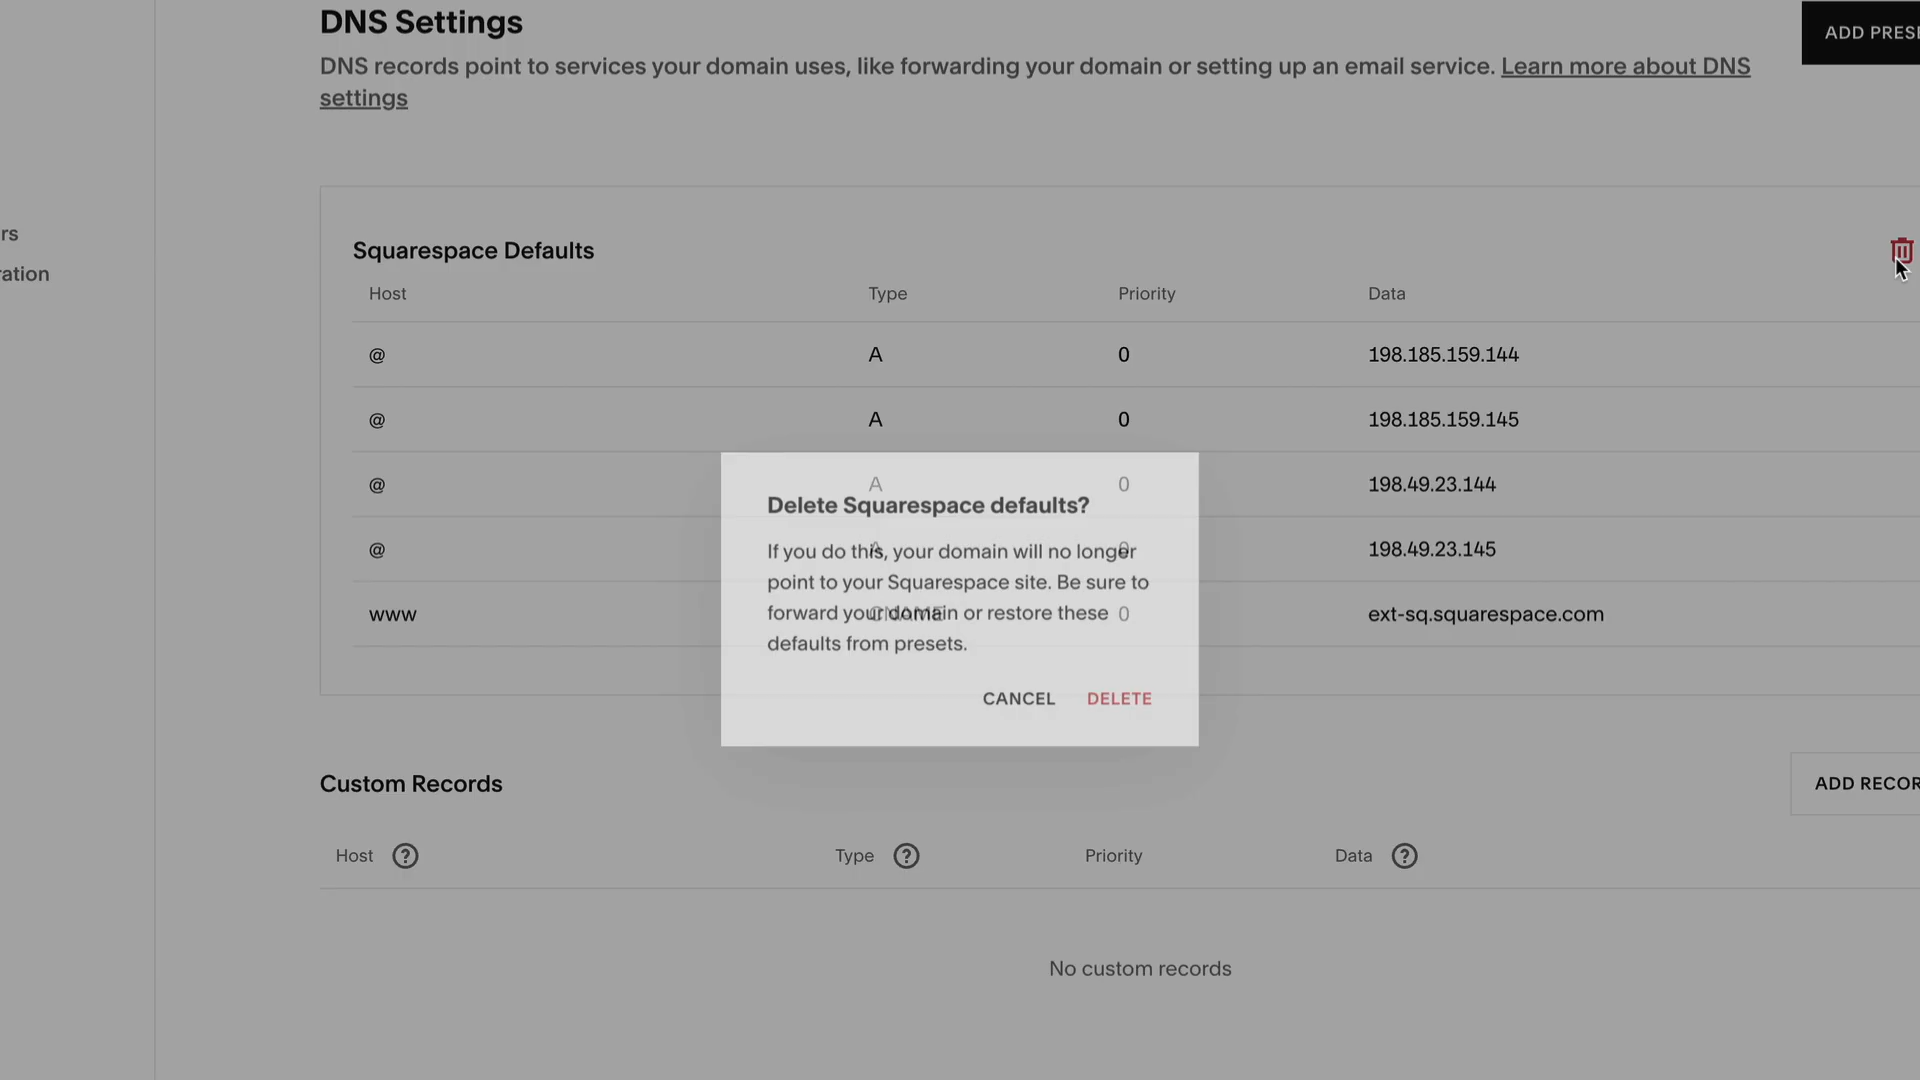 DNS Settings
ADD PRESE
DNS records point to services your domain uses, like forwarding your domain or setting up an email service. Learn more about DNS
settings
rs
ration
Squarespace Defaults
Host Type Priority Data
@ A 0 198.185.159.144
@ A 0 198.185.159.145
@ A 0 198.49.23.144
@ A 0 198.49.23.145
www CNAME 0 ext-sq.squarespace.com
Delete Squarespace defaults?
If you do this, your domain will no longer
point to your Squarespace site. Be sure to
forward your domain or restore these
defaults from presets.
CANCEL DELETE
Custom Records
ADD RECOR
Host ? Type ? Priority Data ?
No custom records